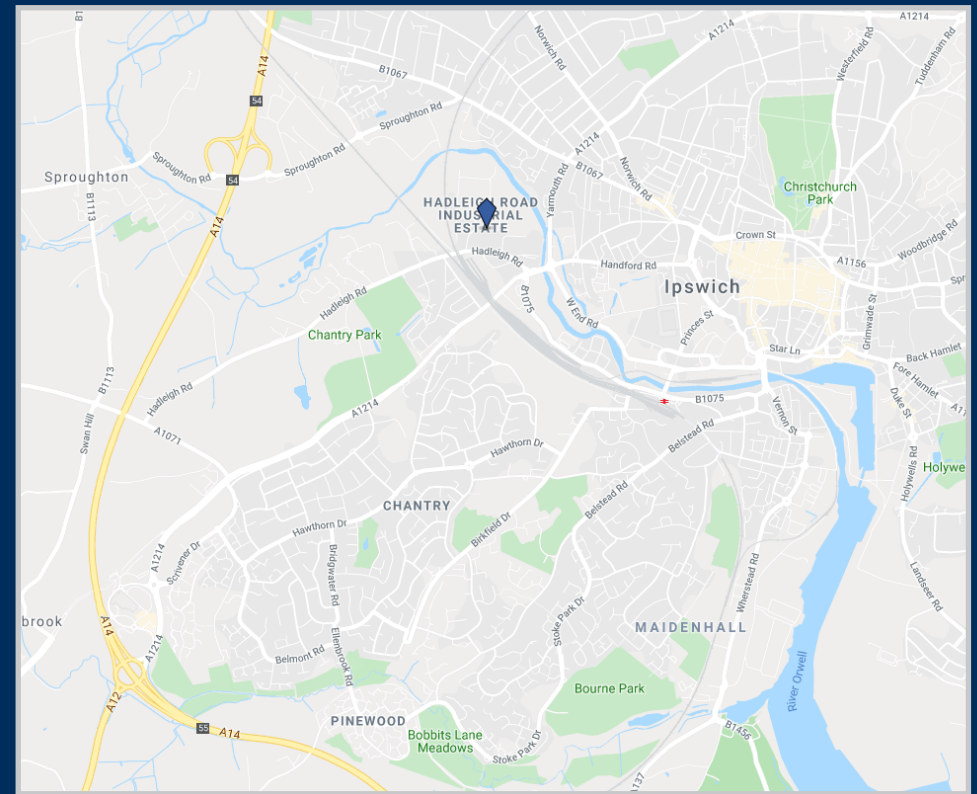 A1214
A1214
B1
A14
Norwich Rd
Westerfield Rd
Tuddenham Rd
B1067
54
Sproughton Rd
A1214
Sproughton Rd
Sproughton Rd
B1067
Norwich Rd
Yarmouth Rd
Sproughton
54
Christchurch
Park
B1113
HADLEIGH ROAD
INDUSTRIAL
ESTATE
A14
Crown St
Woodbridge Rd
Hadleigh Rd
Handford Rd
A1156
Spr
Ipswich
Hadleigh Rd
B1075
W End Rd
Princes St
Grimwade St
Chantry Park
Star Ln
Back Hamlet
B1113
Hadleigh Rd
Fore Hamlet
A1214
B1075
Duke St
A11
Swan Hill
A1071
Vernon St
Belstead Rd
Hawthorn Dr
Holywells Rd
Holywe
CHANTRY
Belstead Rd
Hawthorn Dr
Birkfield Dr
A1214
Scrivener Dr
Bridgwater Rd
Wherstead Rd
Landseer Rd
brook
A14
Stoke Park Dr
MAIDENHALL
A1214
Belmont Rd
Ellenbrook Rd
River Orwell
Bourne Park
A12
PINEWOOD
55
A14
Bobbits Lane
Meadows
Stoke Park Dr
B1456
A137